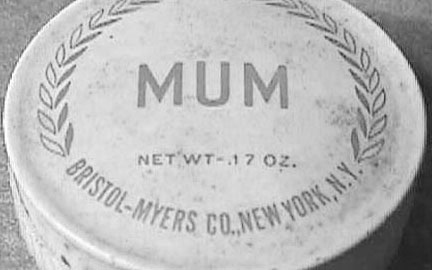 MUM
NET WT-.17 OZ.
BRISTOL-MYERS CO., NEW YORK, N.Y.